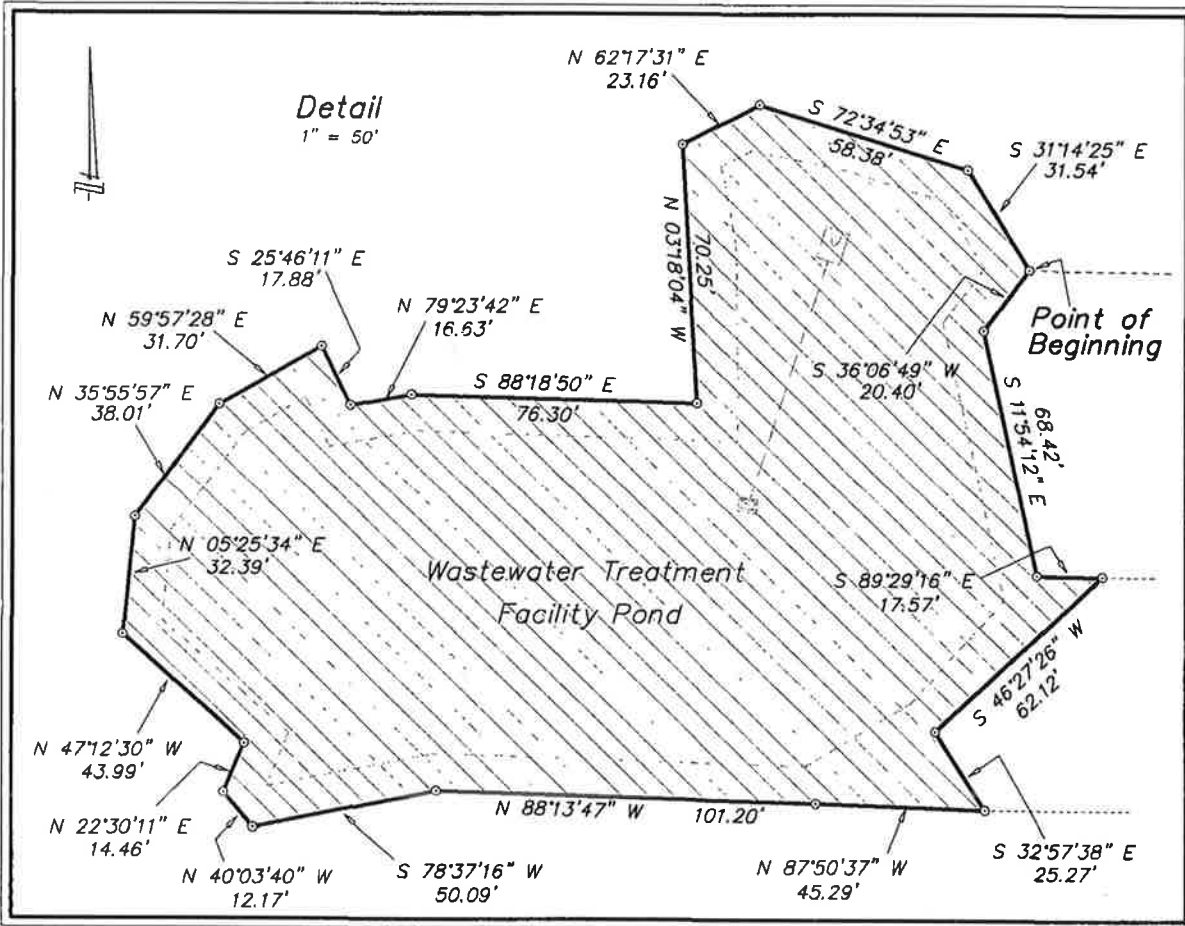 Detail
1" = 50'
N 62°17'31" E
23.16'
S 72°34'53" E
58.38'
S 31°14'25" E
31.54'
N 03°18'04" W
70.25'
S 25°46'11" E
17.88'
N 79°23'42" E
16.63'
N 59°57'28" E
31.70'
Point of
Beginning
S 36°06'49" W
20.40'
S 88°18'50" E
76.30'
N 35°55'57" E
38.01'
68.42'
S 11°54'12" E
N 05°25'34" E
32.39'
Wastewater Treatment
Facility Pond
S 89°29'16" E
17.57'
S 46°27'26" W
62.12'
N 47°12'30" W
43.99'
N 88°13'47" W
101.20'
N 22°30'11" E
14.46'
N 40°03'40" W
12.17'
S 78°37'16" W
50.09'
N 87°50'37" W
45.29'
S 32°57'38" E
25.27'